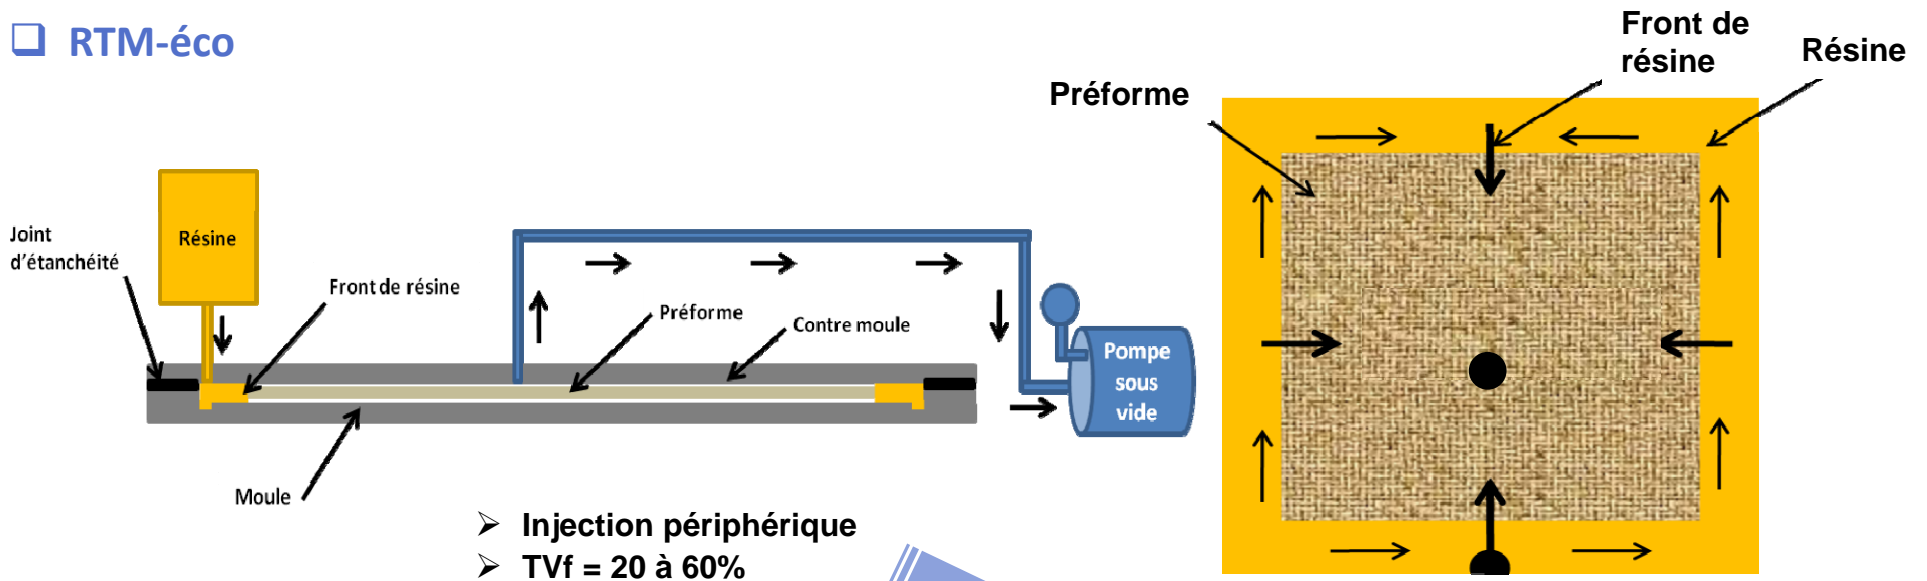 RTM-éco
Joint
d'étanchéité
Résine
Front de résine
Préforme
Contre moule
Pompe
sous
vide
Moule
Injection périphérique
TVf = 20 à 60%
Préforme
Front de
résine
Résine